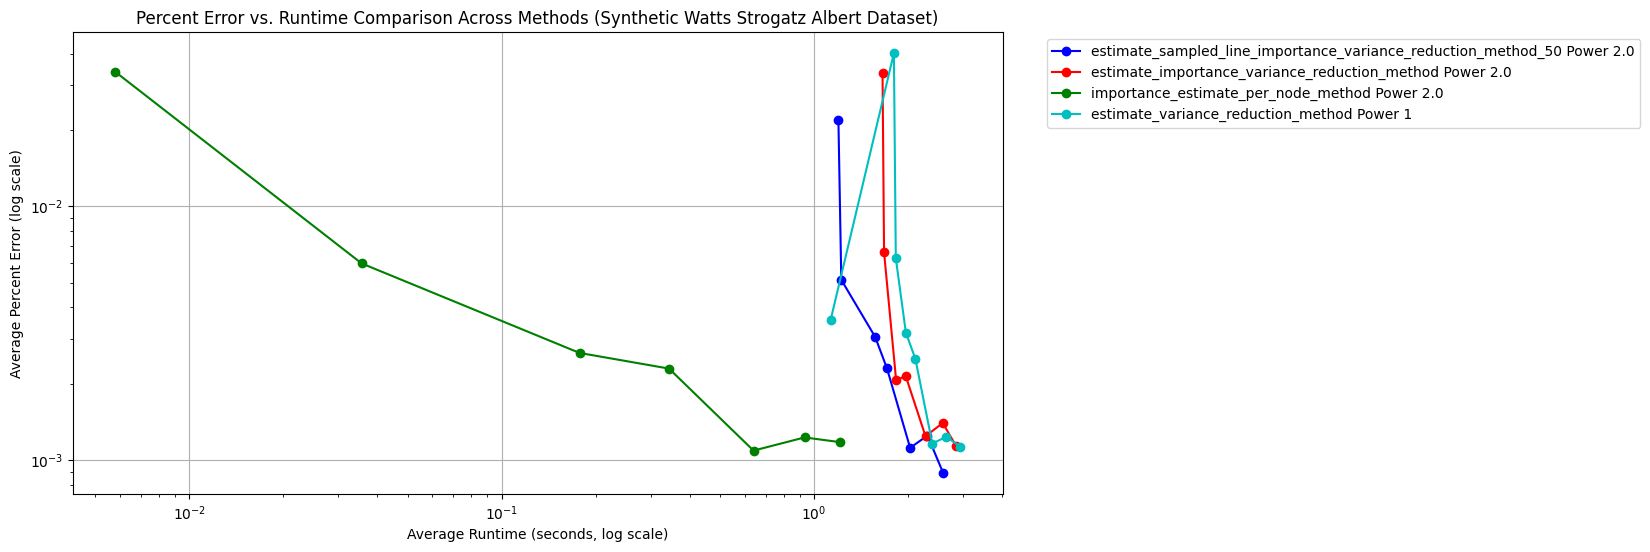 Percent Error vs. Runtime Comparison Across Methods (Synthetic Watts Strogatz Albert Dataset)
estimate_sampled_line_importance_variance_reduction_method_50 Power 2.0
estimate_importance_variance_reduction_method Power 2.0
importance_estimate_per_node_method Power 2.0
estimate_variance_reduction_method Power 1
Average Percent Error (log scale)
10⁻²
10⁻³
10⁻²
10⁻¹
10⁰
Average Runtime (seconds, log scale)